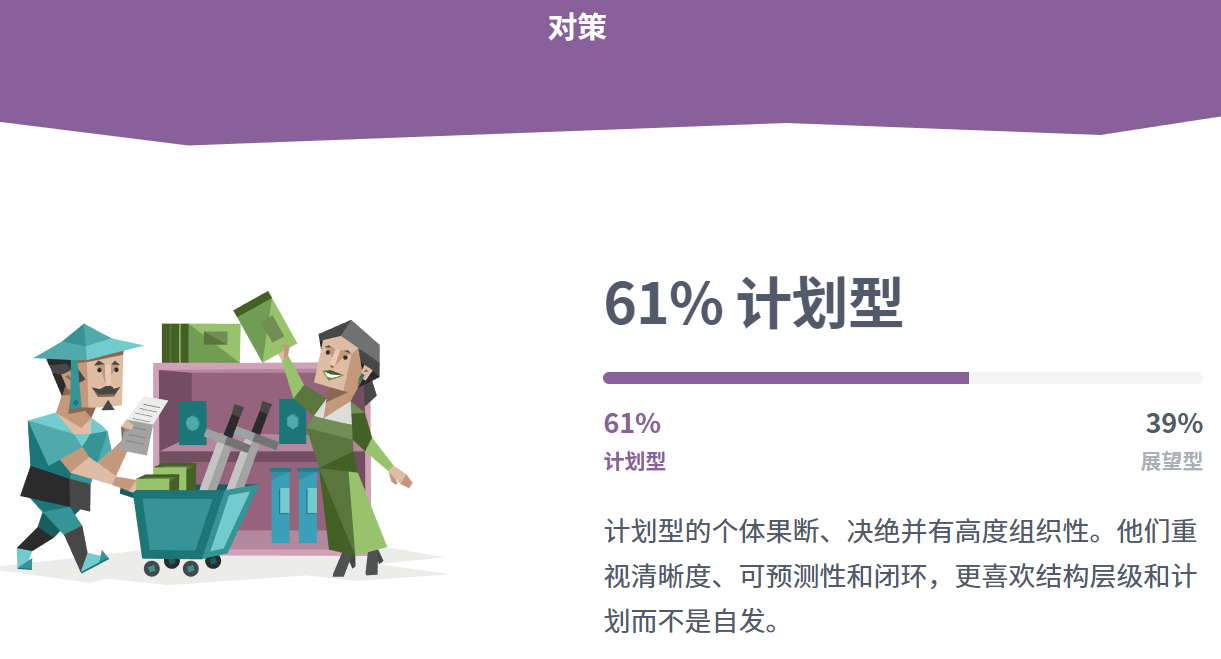 对策
61% 计划型
61%
39%
计划型
展望型
计划型的个体果断、决绝并有高度组织性。他们重
视清晰度、可预测性和闭环，更喜欢结构层级和计
划而不是自发。